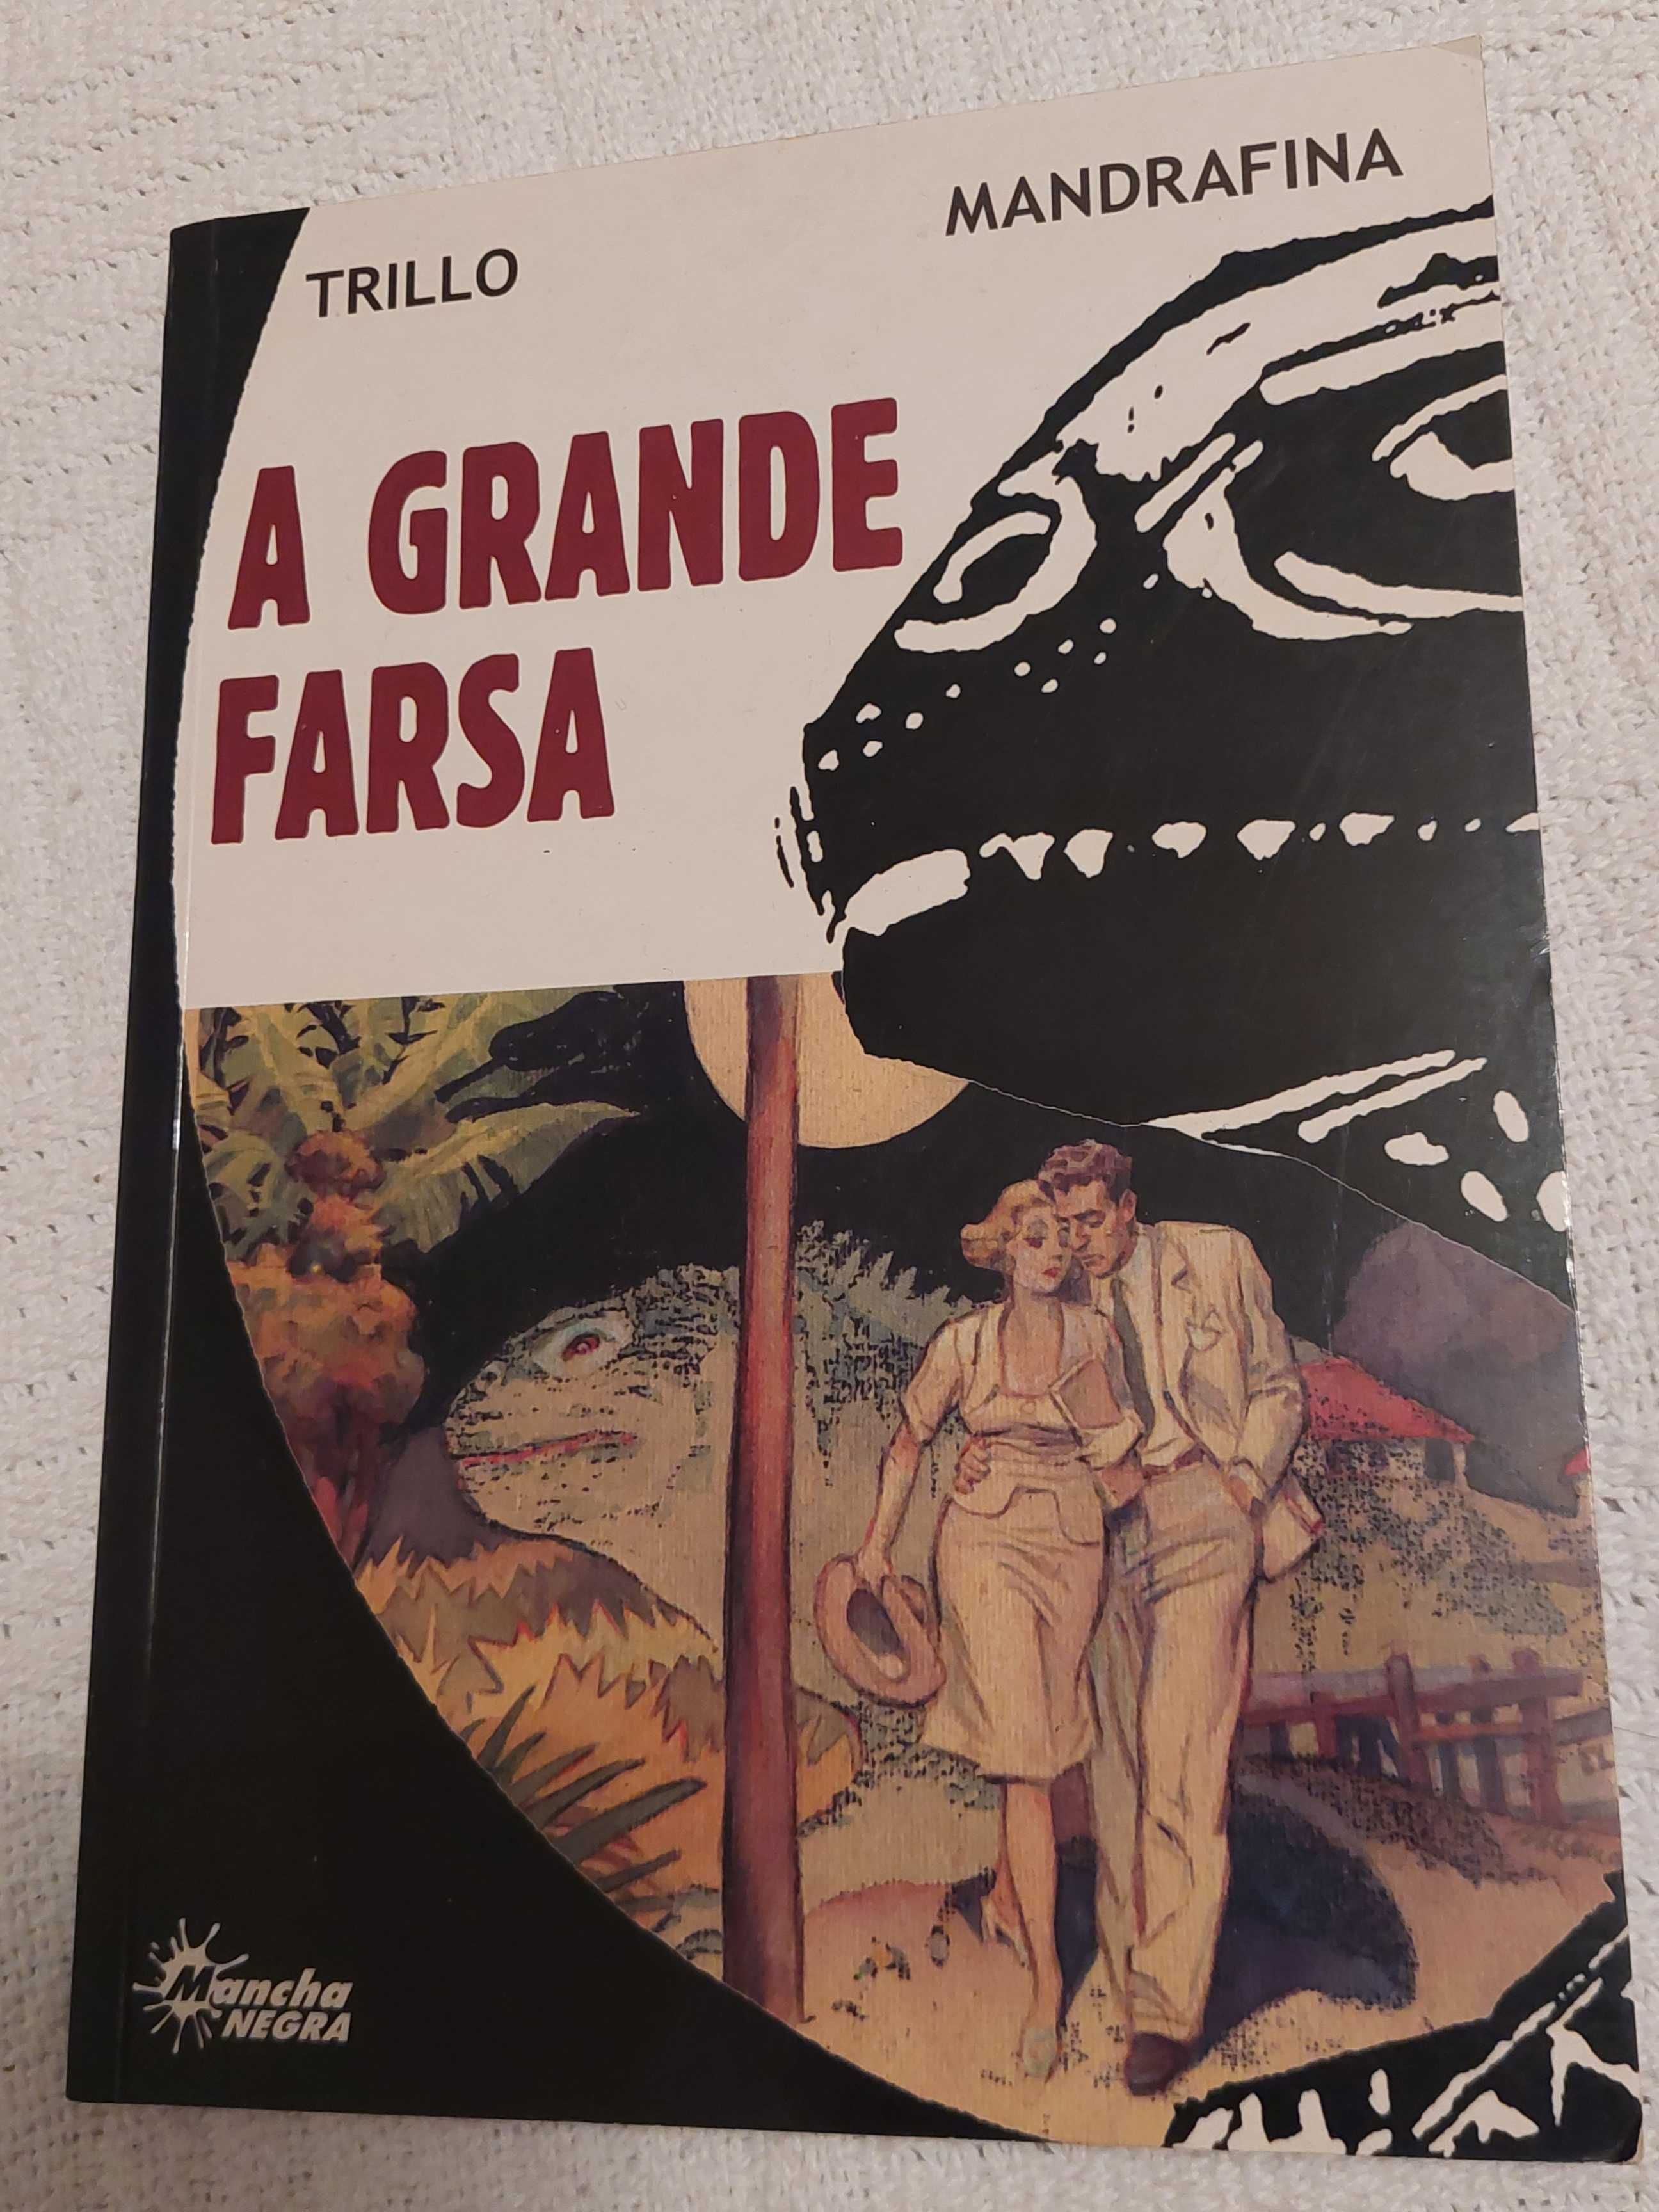 TRILLO
MANDRAFINA
A GRANDE
FARSA
Mancha
NEGRA